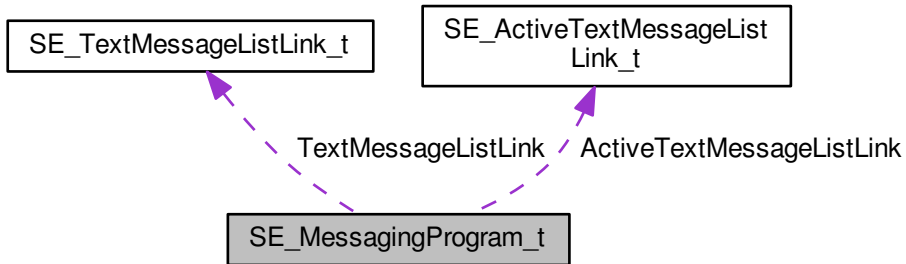 SE_TextMessageListLink_t
SE_ActiveTextMessageList
Link_t
TextMessageListLink
ActiveTextMessageListLink
SE_MessagingProgram_t